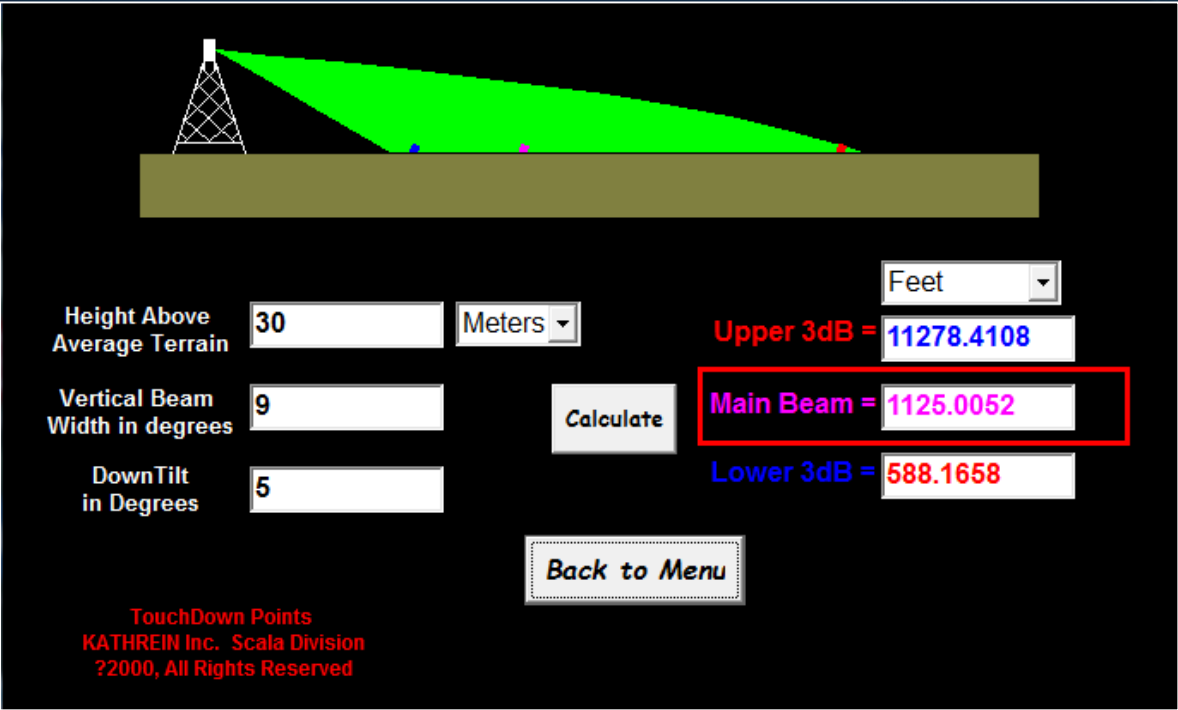 Feet
Height Above
Average Terrain
30
Meters
Upper 3dB =
11278.4108
Vertical Beam
Width in degrees
9
Calculate
Main Beam =
1125.0052
DownTilt
in Degrees
5
Lower 3dB =
588.1658
Back to Menu
TouchDown Points
KATHREIN Inc.  Scala Division
?2000, All Rights Reserved